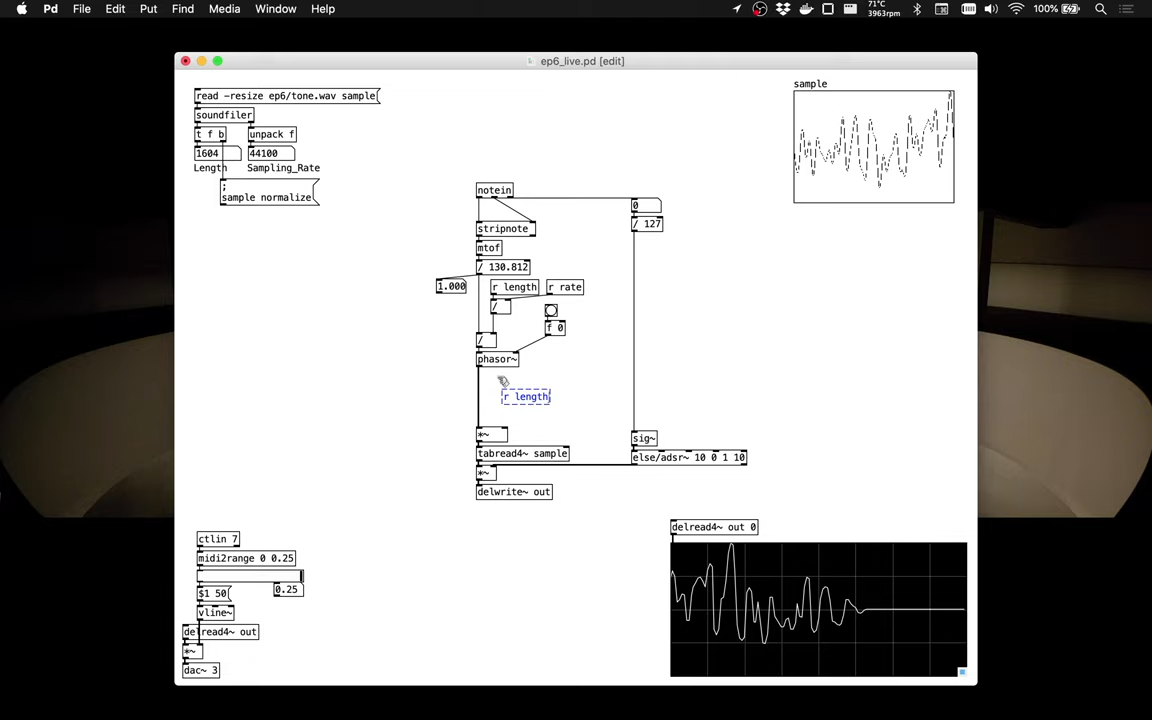 Pd File Edit Put Find Media Window Help
71°C
3963rpm
100%
ep6_live.pd [edit]
read -resize ep6/tone.wav sample
soundfiler
t f b
unpack f
1604
44100
Length
Sampling_Rate
;
sample normalize
sample
notein
0
/ 127
stripnote
mtof
/ 130.812
1.000
r length
r rate
/
f 0
/
phasor~
r length
*~
sig~
tabread4~ sample
else/adsr~ 10 0 1 10
*~
delwrite~ out
delread4~ out 0
ctlin 7
midi2range 0 0.25
0.25
$1 50
vline~
delread4~ out
*~
dac~ 3